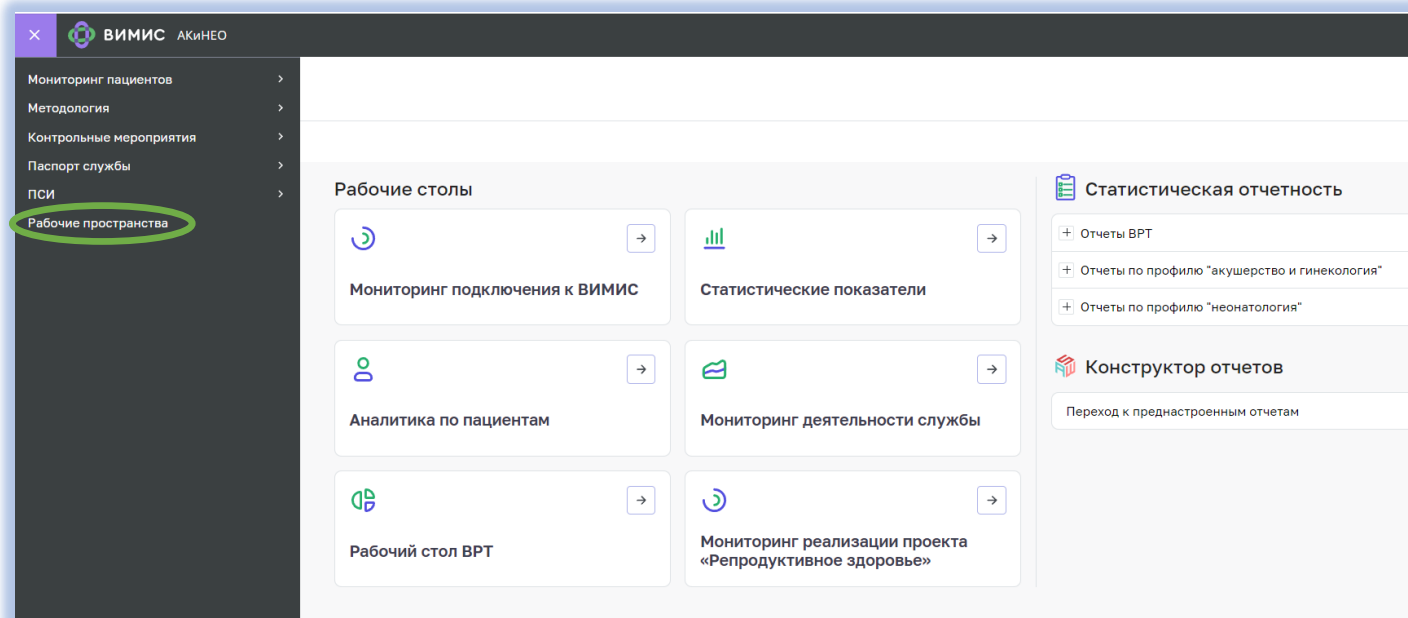 ВИМИС АКиНЕО
Мониторинг пациентов
Методология
Контрольные мероприятия
Паспорт службы
ПСИ
Рабочие пространства
Рабочие столы
Мониторинг подключения к ВИМИС
Статистические показатели
Аналитика по пациентам
Мониторинг деятельности службы
Рабочий стол ВРТ
Мониторинг реализации проекта
«Репродуктивное здоровье»
Статистическая отчетность
Отчеты ВРТ
Отчеты по профилю "акушерство и гинекология"
Отчеты по профилю "неонатология"
Конструктор отчетов
Переход к преднастроенным отчетам